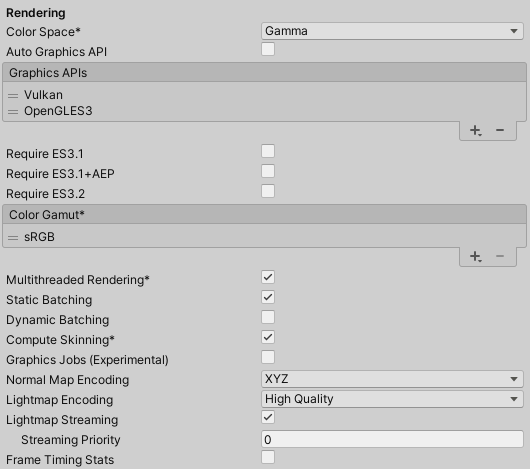 Rendering
Color Space* Gamma
Auto Graphics API
Graphics APIs
Vulkan
OpenGLES3
Require ES3.1
Require ES3.1+AEP
Require ES3.2
Color Gamut*
sRGB
Multithreaded Rendering*
Static Batching
Dynamic Batching
Compute Skinning*
Graphics Jobs (Experimental)
Normal Map Encoding XYZ
Lightmap Encoding High Quality
Lightmap Streaming
Streaming Priority 0
Frame Timing Stats